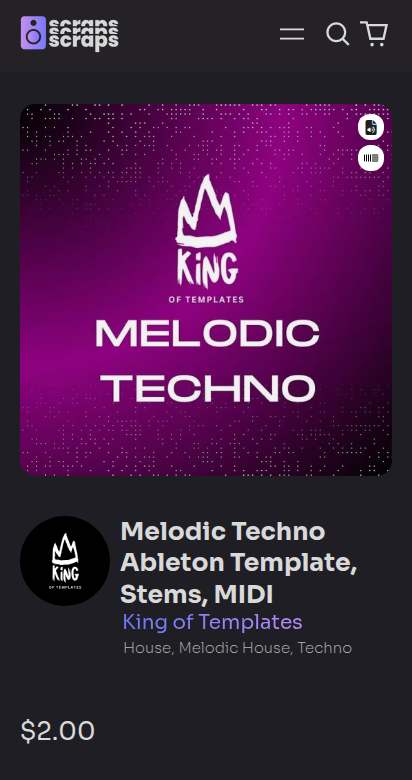 scraps
scraps
KiNG
OF TEMPLATES
MELODIC
TECHNO
KiNG
OF TEMPLATES
Melodic Techno
Ableton Template,
Stems, MIDI
King of Templates
House, Melodic House, Techno
$2.00